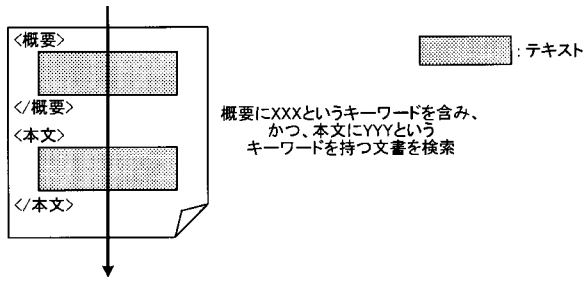 <概要>
</概要>
<本文>
</本文>
: テキスト
概要にXXXというキーワードを含み、
かつ、本文にYYYという
キーワードを持つ文書を検索